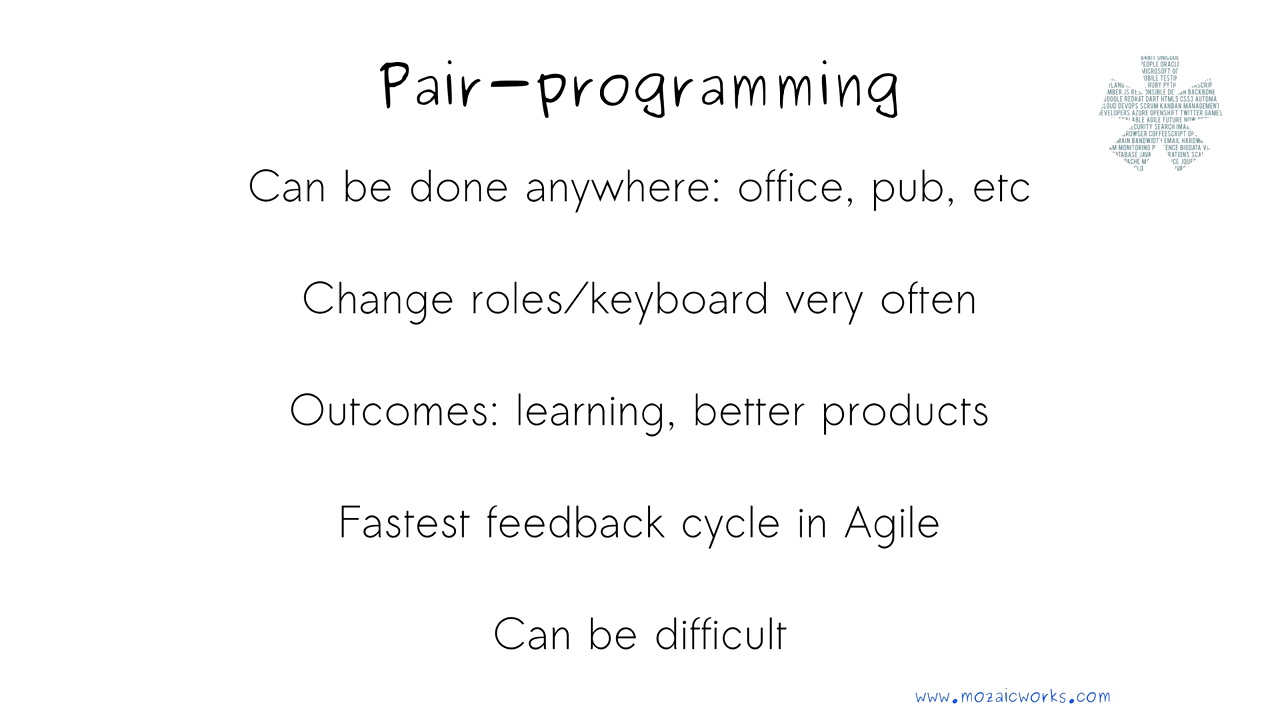 Pair-programming
Can be done anywhere: office, pub, etc
Change roles/keyboard very often
Outcomes: learning, better products
Fastest feedback cycle in Agile
Can be difficult
www.mozaicworks.com